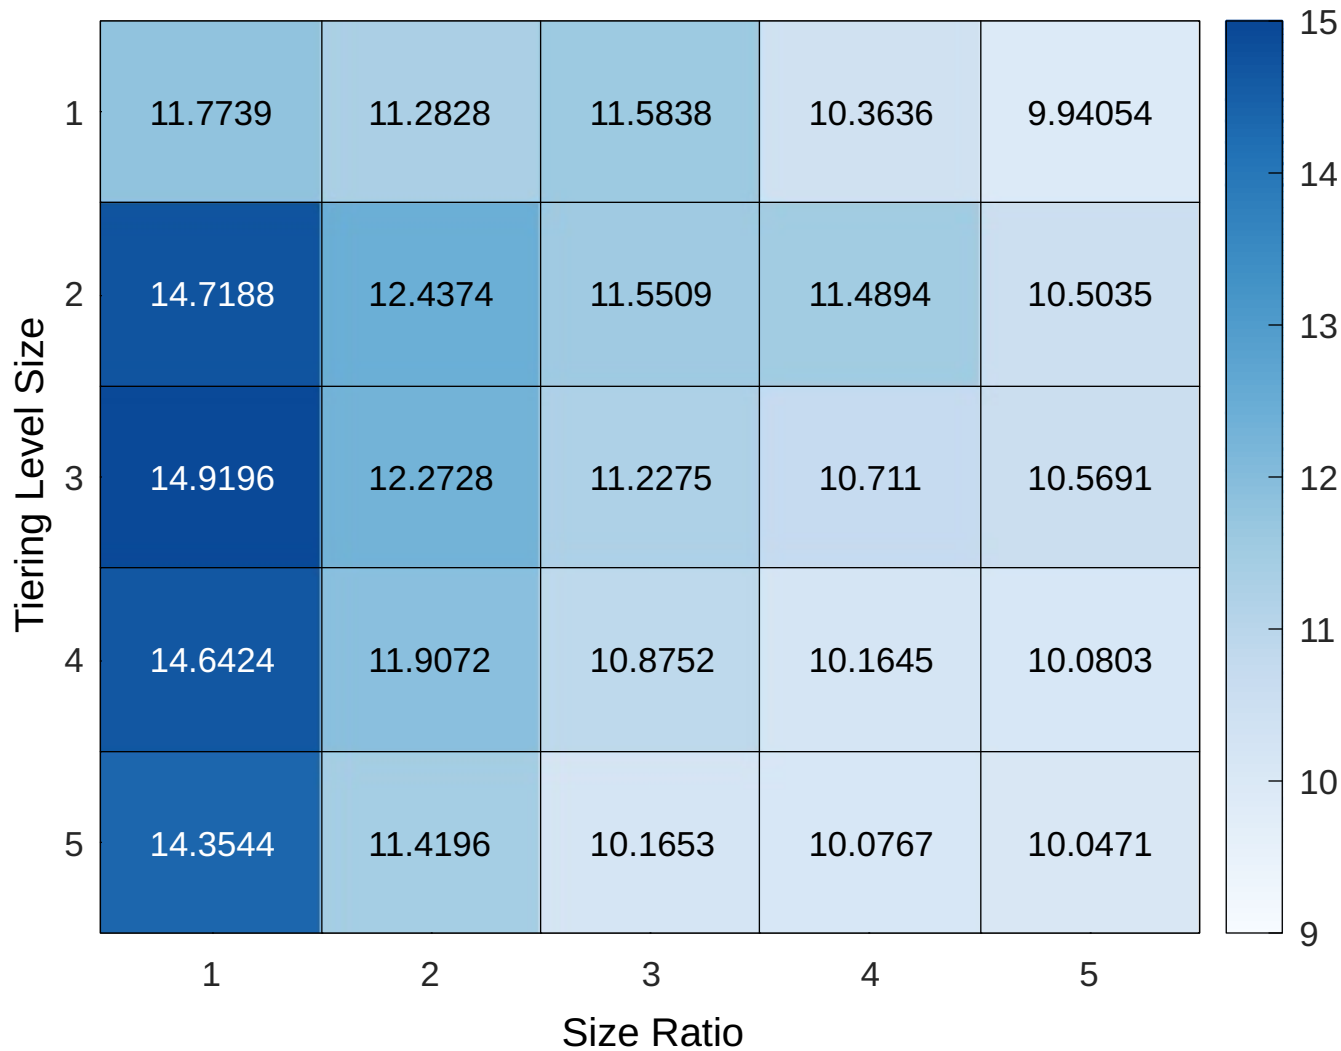 15
1 11.7739 11.2828 11.5838 10.3636 9.94054
14
2 14.7188 12.4374 11.5509 11.4894 10.5035
13
Tiering Level Size
3 14.9196 12.2728 11.2275 10.711 10.5691
12
11
4 14.6424 11.9072 10.8752 10.1645 10.0803
10
5 14.3544 11.4196 10.1653 10.0767 10.0471
9
1 2 3 4 5
Size Ratio